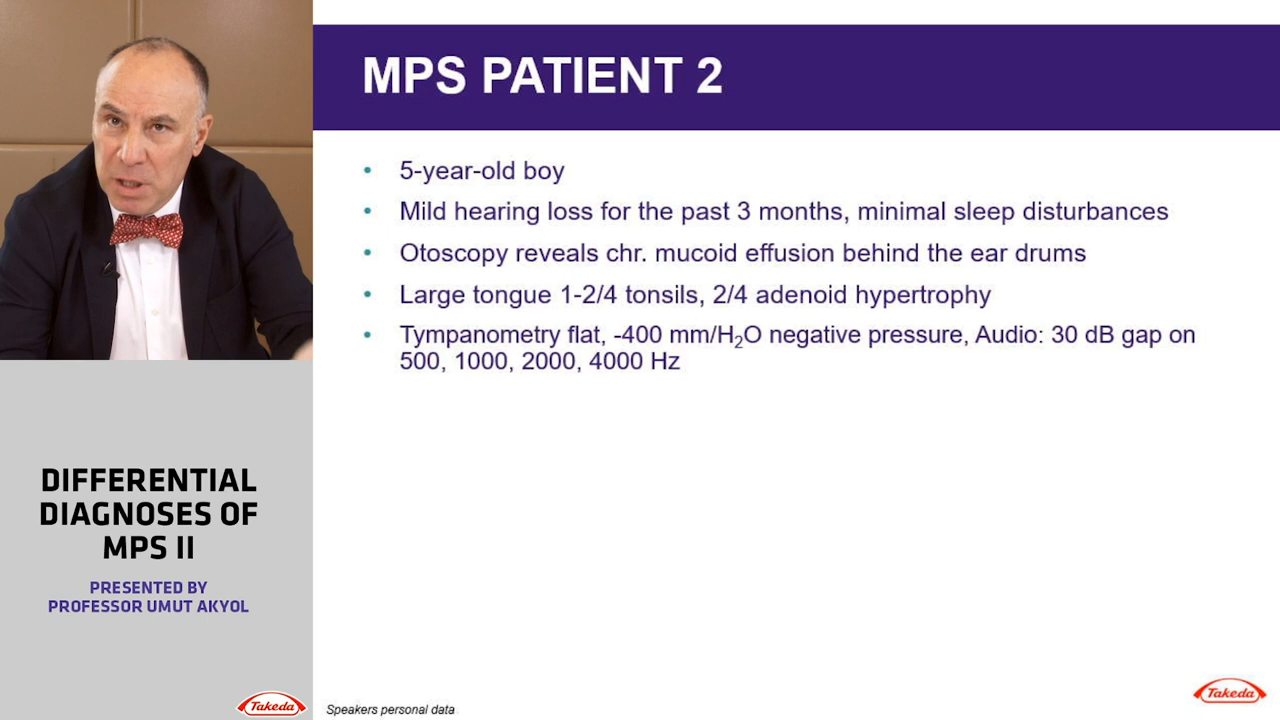 MPS PATIENT 2
• 5-year-old boy
• Mild hearing loss for the past 3 months, minimal sleep disturbances
• Otoscopy reveals chr. mucoid effusion behind the ear drums
• Large tongue 1-2/4 tonsils, 2/4 adenoid hypertrophy
• Tympanometry flat, -400 mm/H₂O negative pressure, Audio: 30 dB gap on
500, 1000, 2000, 4000 Hz
DIFFERENTIAL
DIAGNOSES OF
MPS II
PRESENTED BY
PROFESSOR UMUT AKYOL
Takeda
Speakers personal data
Takeda